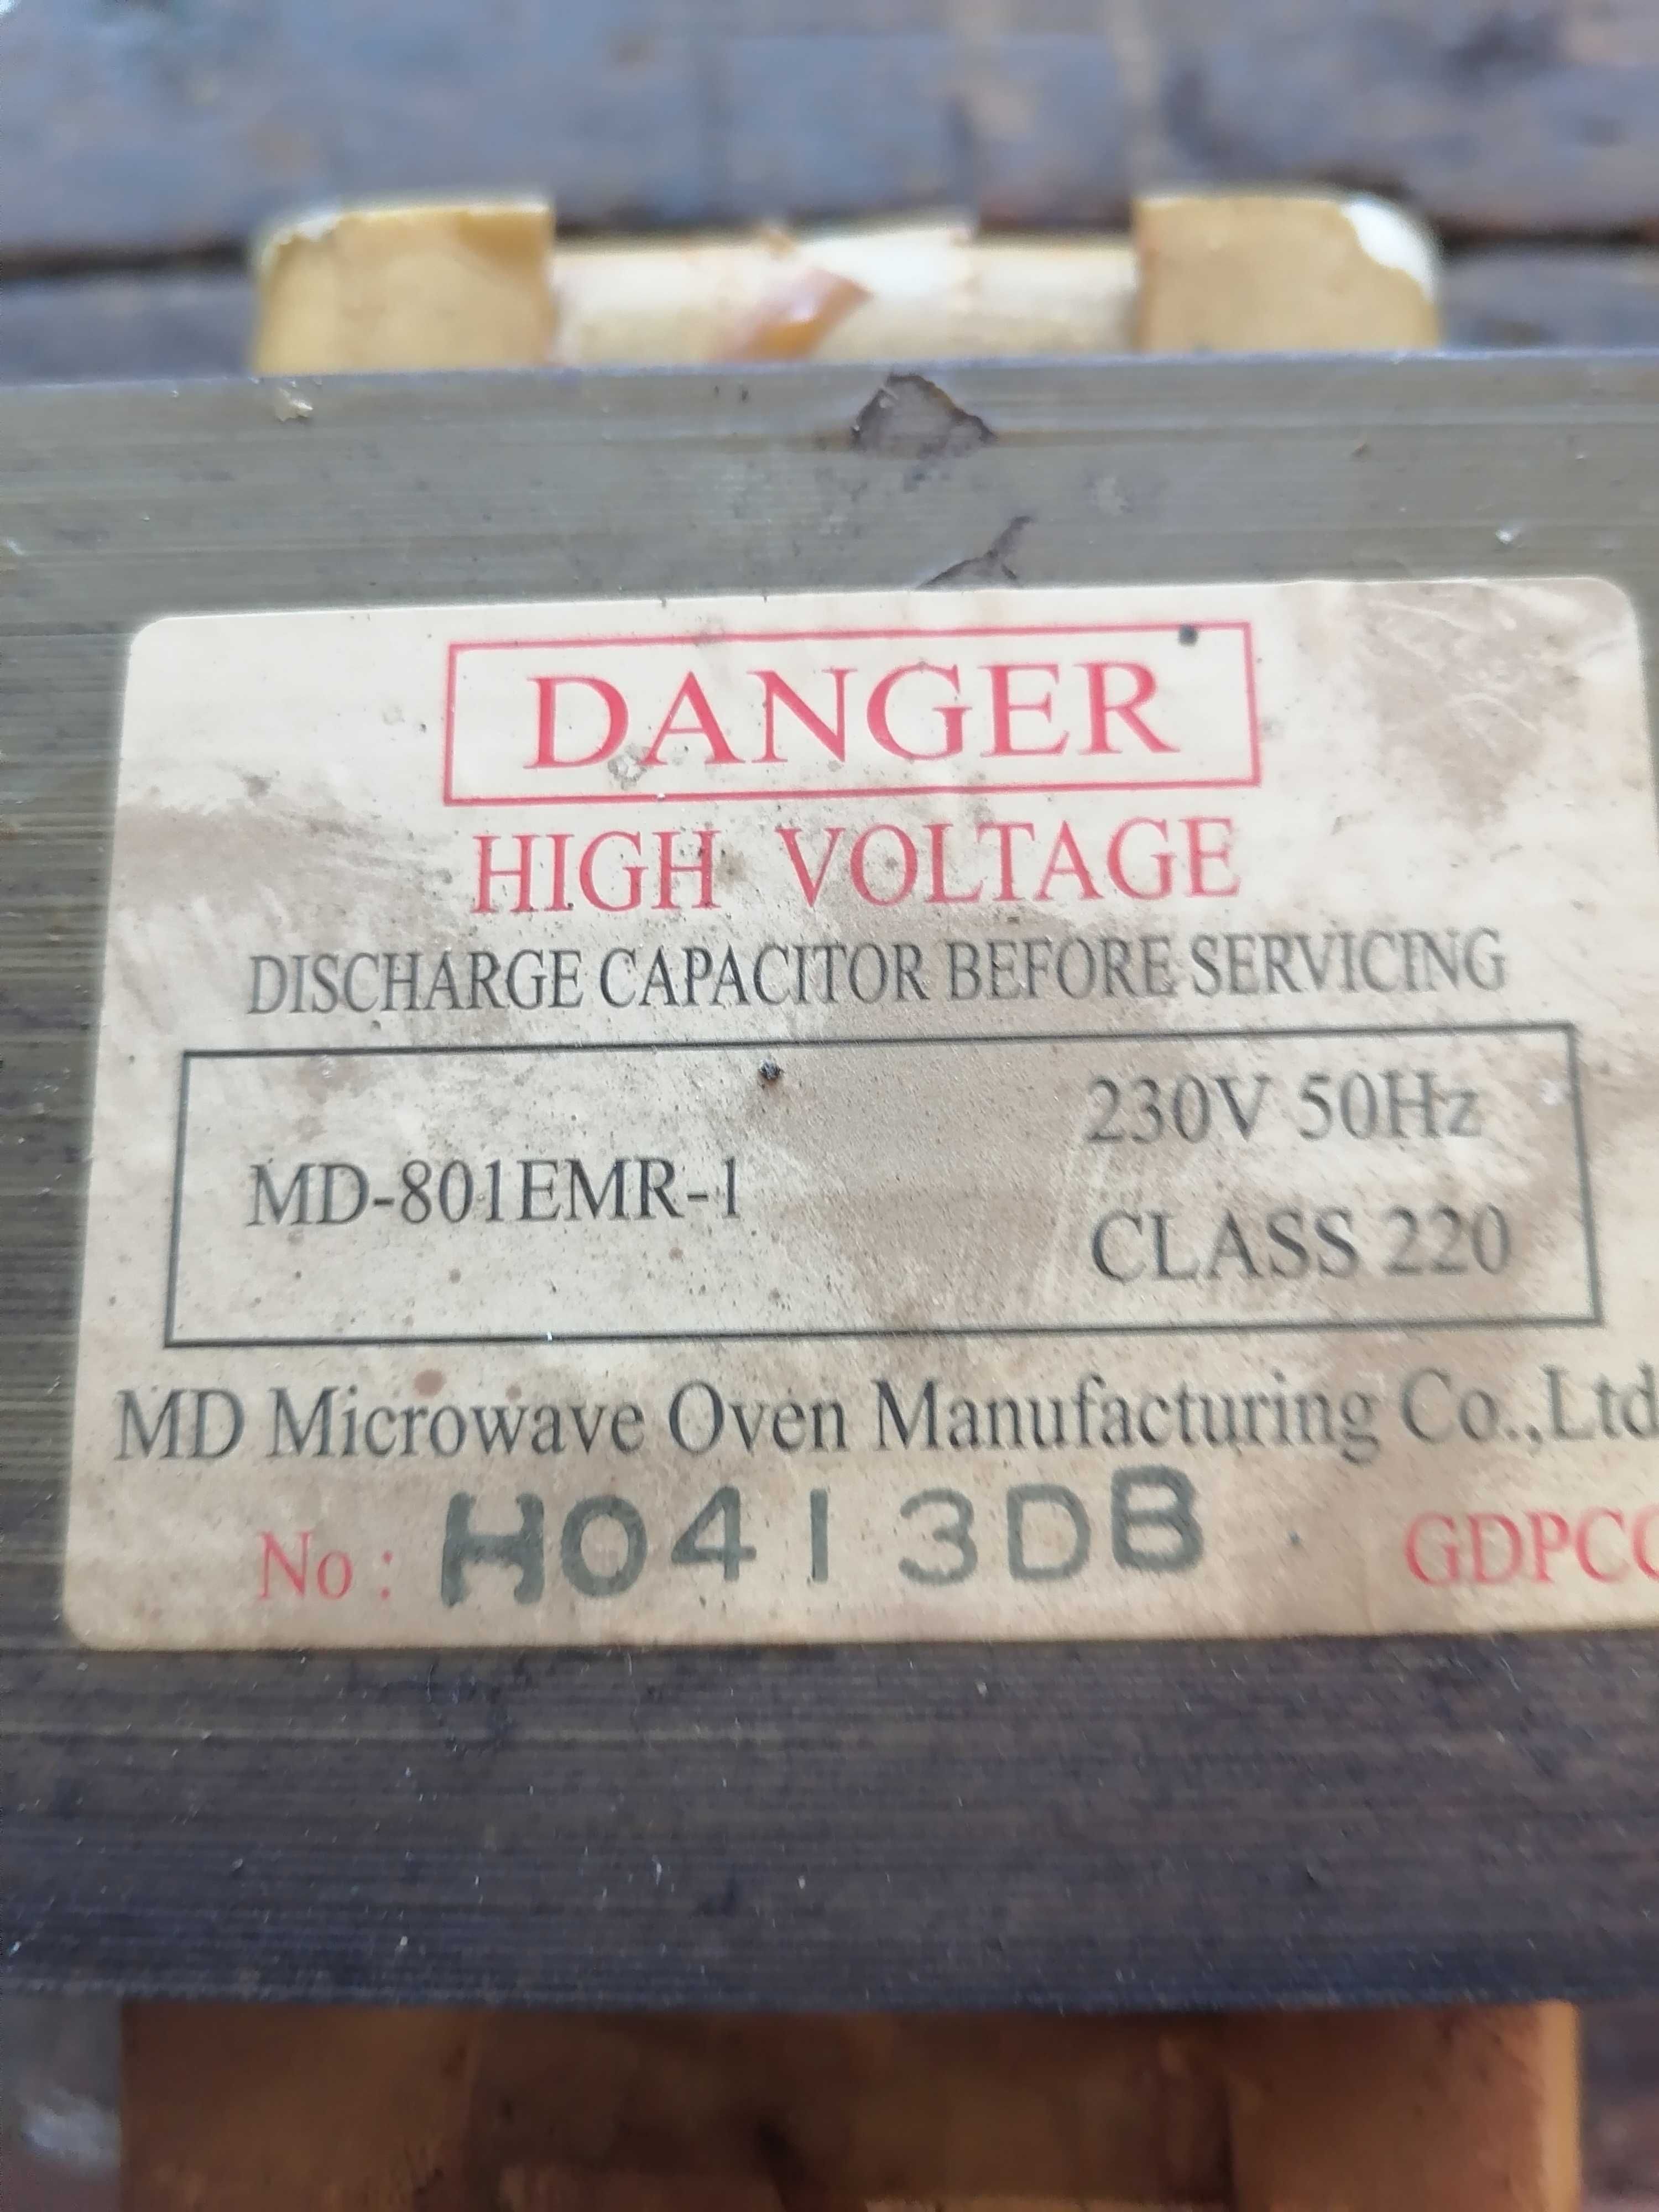 DANGER
HIGH VOLTAGE
DISCHARGE CAPACITOR BEFORE SERVICING
230V 50Hz
MD-801EMR-1
CLASS 220
MD Microwave Oven Manufacturing Co.,Ltd
No: H0413DB